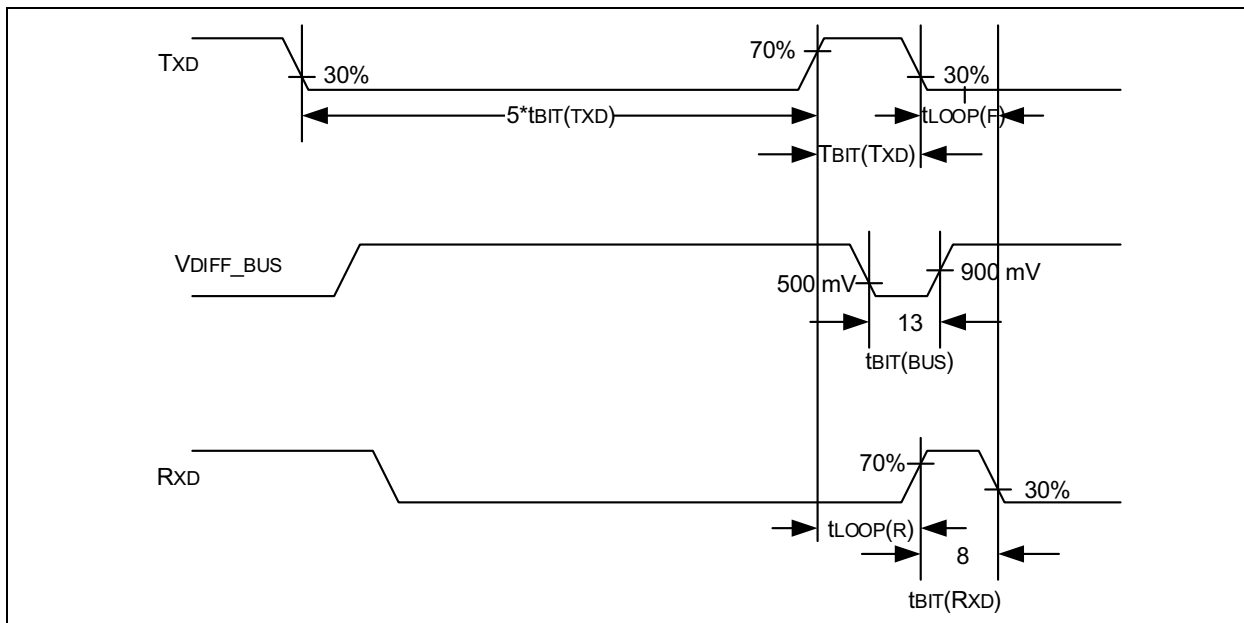 TXD
30%
70%
30%
5*tBIT(TXD)
tLOOP(F)
TBIT(TXD)
VDIFF_BUS
500 mV
900 mV
13
tBIT(BUS)
RXD
70%
30%
tLOOP(R)
8
tBIT(RXD)